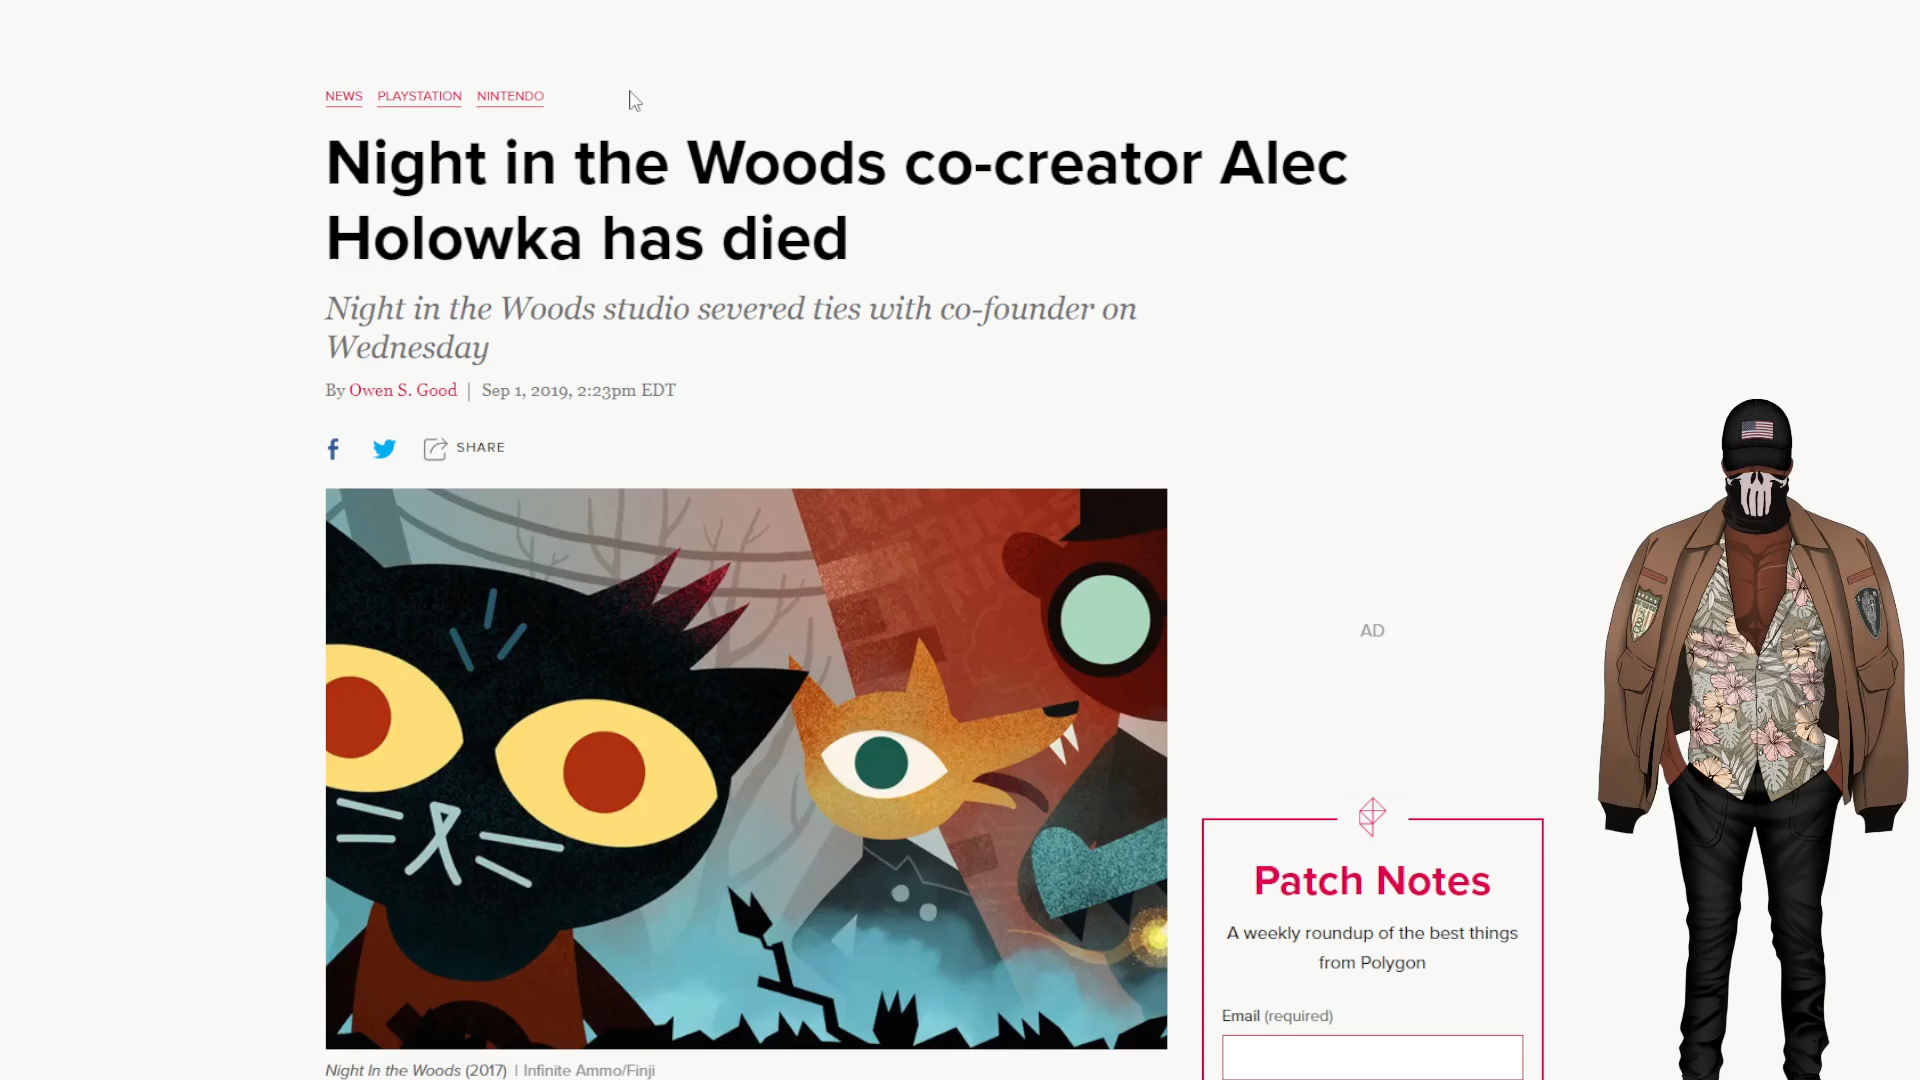 NEWS PLAYSTATION NINTENDO
Night in the Woods co-creator Alec
Holowka has died
Night in the Woods studio severed ties with co-founder on
Wednesday
By Owen S. Good | Sep 1, 2019, 2:23pm EDT
SHARE
AD
Patch Notes
A weekly roundup of the best things
from Polygon
Email (required)
Night In the Woods (2017) | Infinite Ammo/Finji